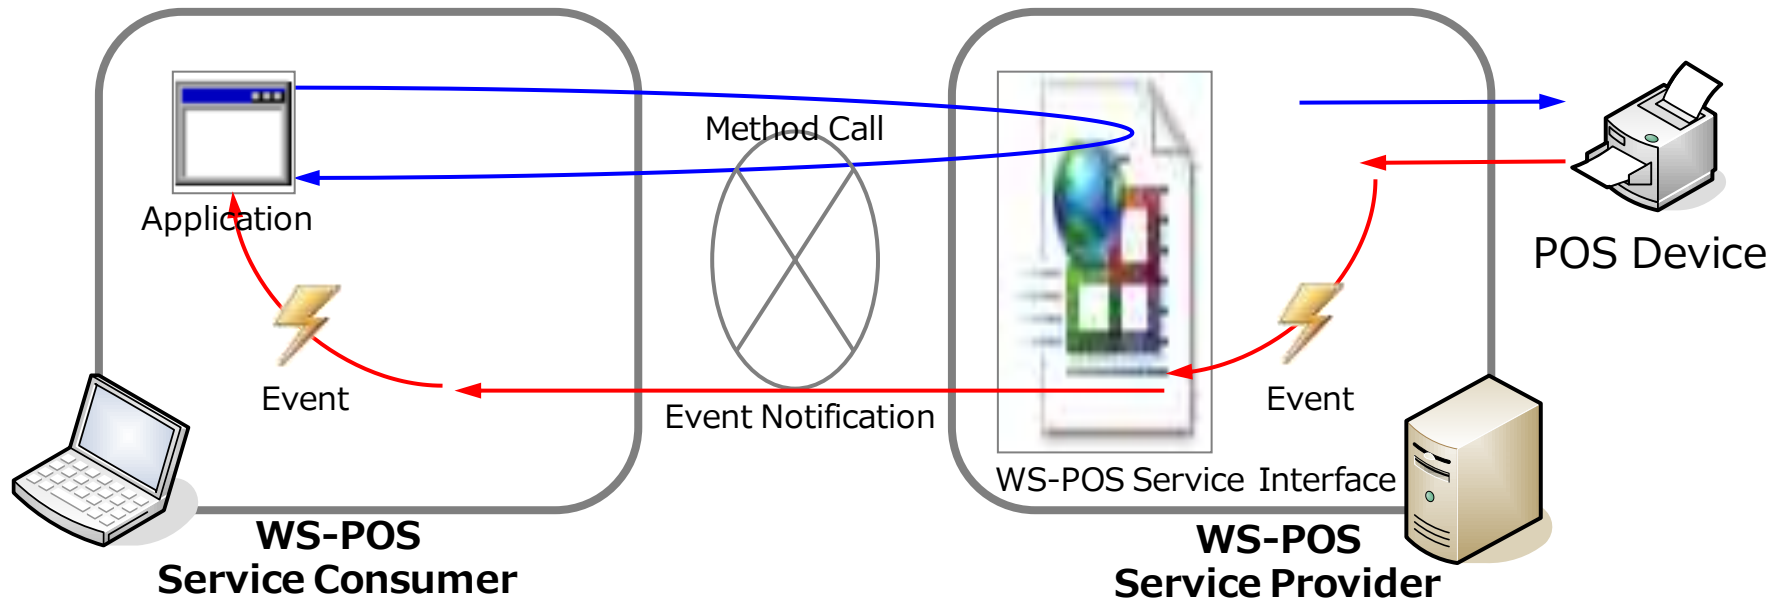 Method Call
Application
POS Device
Event
Event Notification
Event
WS-POS Service Interface
WS-POS
Service Consumer
WS-POS
Service Provider